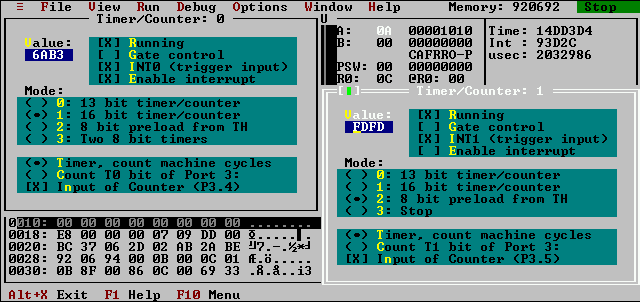 ≡ File View Run Debug Options Window Help Memory: 920692 Stop
Timer/Counter: 0
Value: [X] Running
6AB3 [ ] Gate control
[X] INT0 (trigger input)
[X] Enable interrupt
Mode:
( ) 0: 13 bit timer/counter
(•) 1: 16 bit timer/counter
( ) 2: 8 bit preload from TH
( ) 3: Two 8 bit timers
(•) Timer, count machine cycles
( ) Count T0 bit of Port 3:
[X] Input of Counter (P3.4)
U
A: 0A 00001010
B: 00 00000000
CAFRRO-P
PSW: 00 00000000
R0: 0C @R0: 00
Time: 14DD3D4
Int : 93D2C
usec: 2032986
Timer/Counter: 1
Value: [X] Running
FDFD [ ] Gate control
[X] INT1 (trigger input)
[ ] Enable interrupt
Mode:
( ) 0: 13 bit timer/counter
( ) 1: 16 bit timer/counter
(•) 2: 8 bit preload from TH
( ) 3: Stop
(•) Timer, count machine cycles
( ) Count T1 bit of Port 3:
[X] Input of Counter (P3.5)
0010: 00 00 00 00 00 00 00 00
0018: E8 00 00 00 07 09 DD 00
0020: BC 37 06 2D 02 AB 2A BE
0028: 92 06 94 00 0B 00 0C 01
0030: 0B 8F 00 86 0C 00 69 33
Alt+X Exit F1 Help F10 Menu